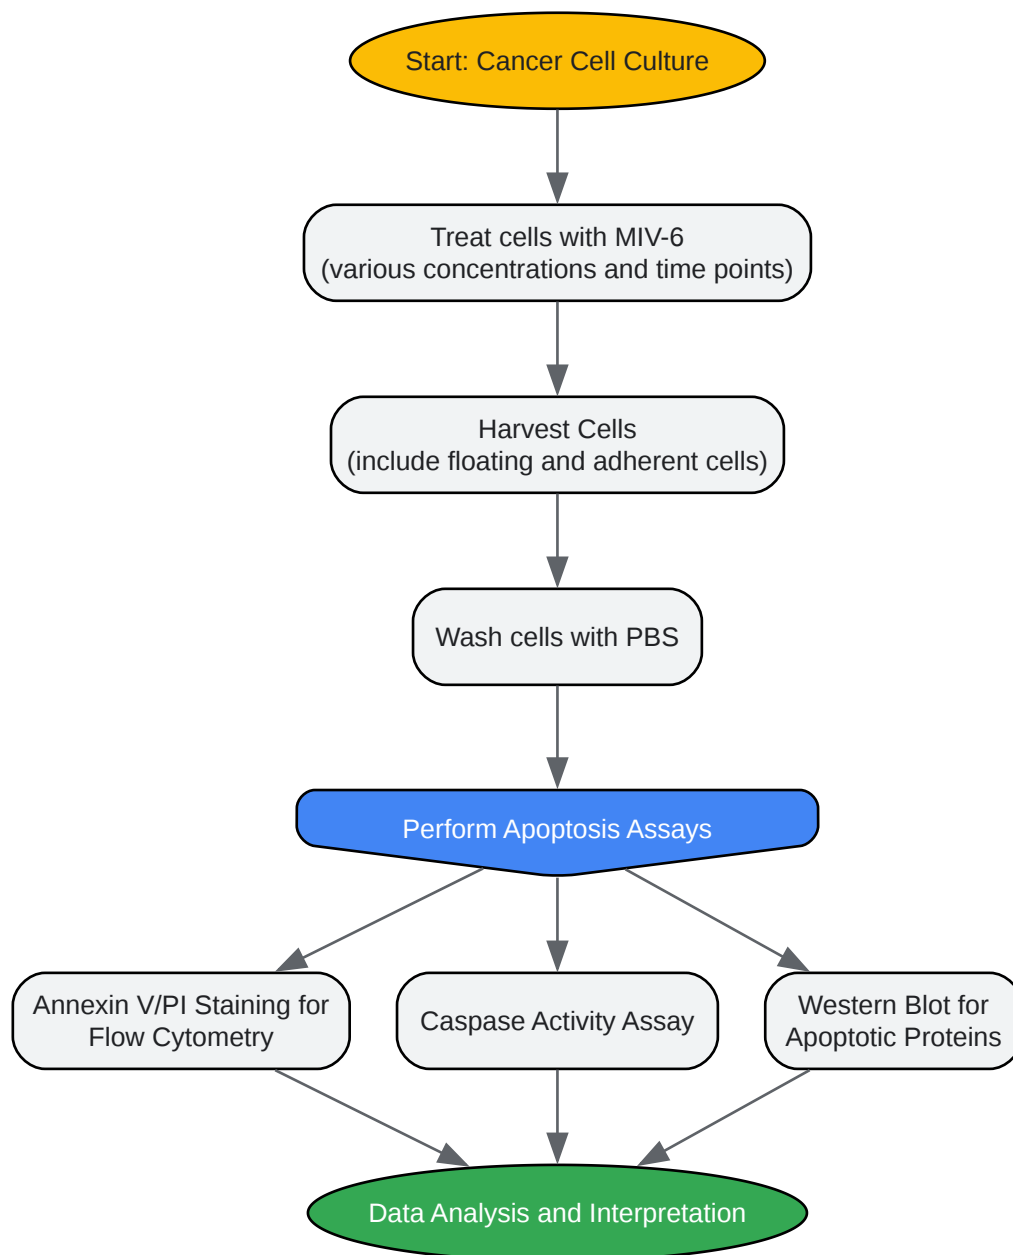 Start: Cancer Cell Culture
Treat cells with MIV-6
(various concentrations and time points)
Harvest Cells
(include floating and adherent cells)
Wash cells with PBS
Perform Apoptosis Assays
Annexin V/PI Staining for
Flow Cytometry
Caspase Activity Assay
Western Blot for
Apoptotic Proteins
Data Analysis and Interpretation